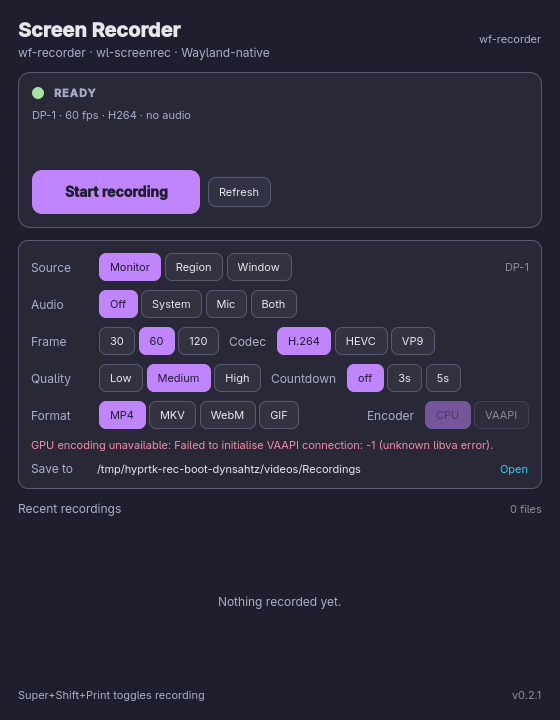 Screen Recorder
wf-recorder · wl-screenrec · Wayland-native
wf-recorder
READY
DP-1 · 60 fps · H264 · no audio
Start recording Refresh
Source Monitor Region Window DP-1
Audio Off System Mic Both
Frame 30 60 120 Codec H.264 HEVC VP9
Quality Low Medium High Countdown off 3s 5s
Format MP4 MKV WebM GIF Encoder CPU VAAPI
GPU encoding unavailable: Failed to initialise VAAPI connection: -1 (unknown libva error).
Save to /tmp/hyprtk-rec-boot-dynsahtz/videos/Recordings Open
Recent recordings 0 files
Nothing recorded yet.
Super+Shift+Print toggles recording v0.2.1